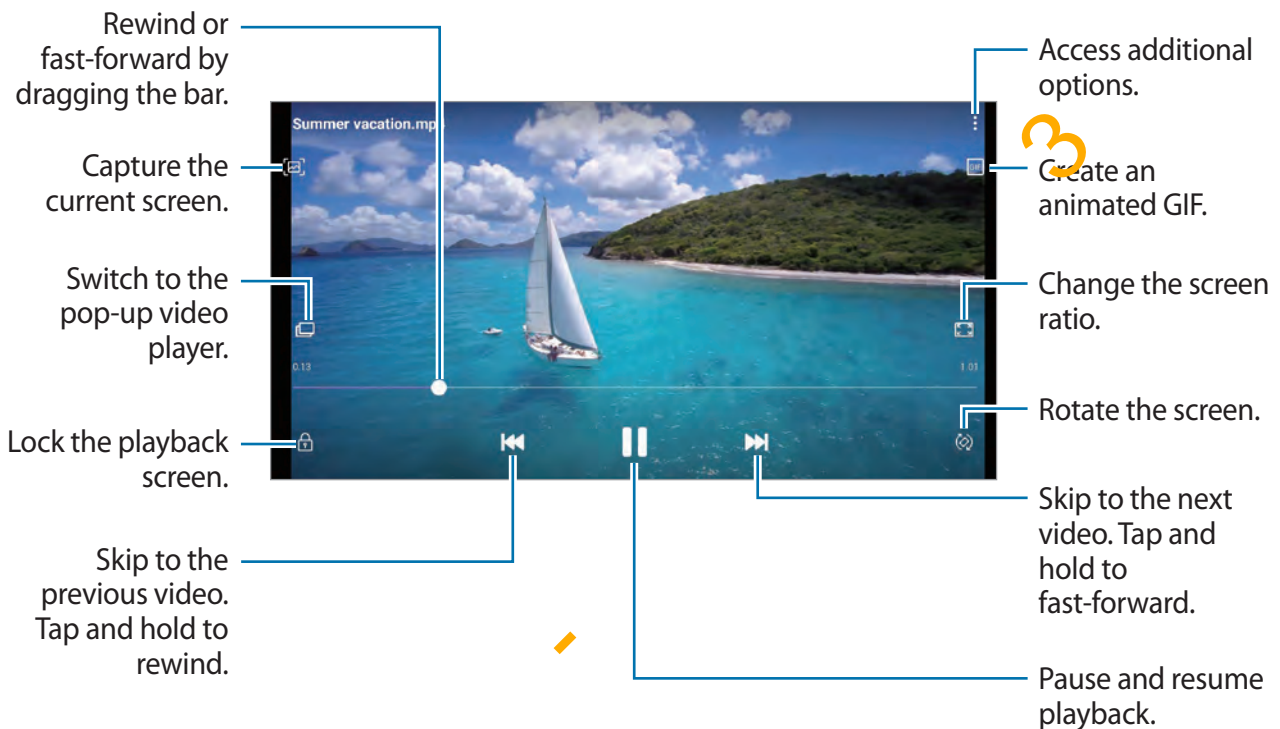 Rewind or
fast-forward by
dragging the bar.
Capture the
current screen.
Switch to the
pop-up video
player.
Lock the playback
screen.
Skip to the
previous video.
Tap and hold to
rewind.
Summer vacation.mp4
GIF
0:13
1:01
3
Access additional
options.
Create an
animated GIF.
Change the screen
ratio.
Rotate the screen.
Skip to the next
video. Tap and
hold to
fast-forward.
Pause and resume
playback.